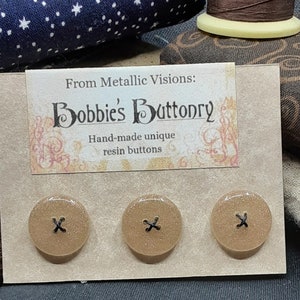 From Metallic Visions:
Bobbie's Buttonry
Hand-made unique
resin buttons